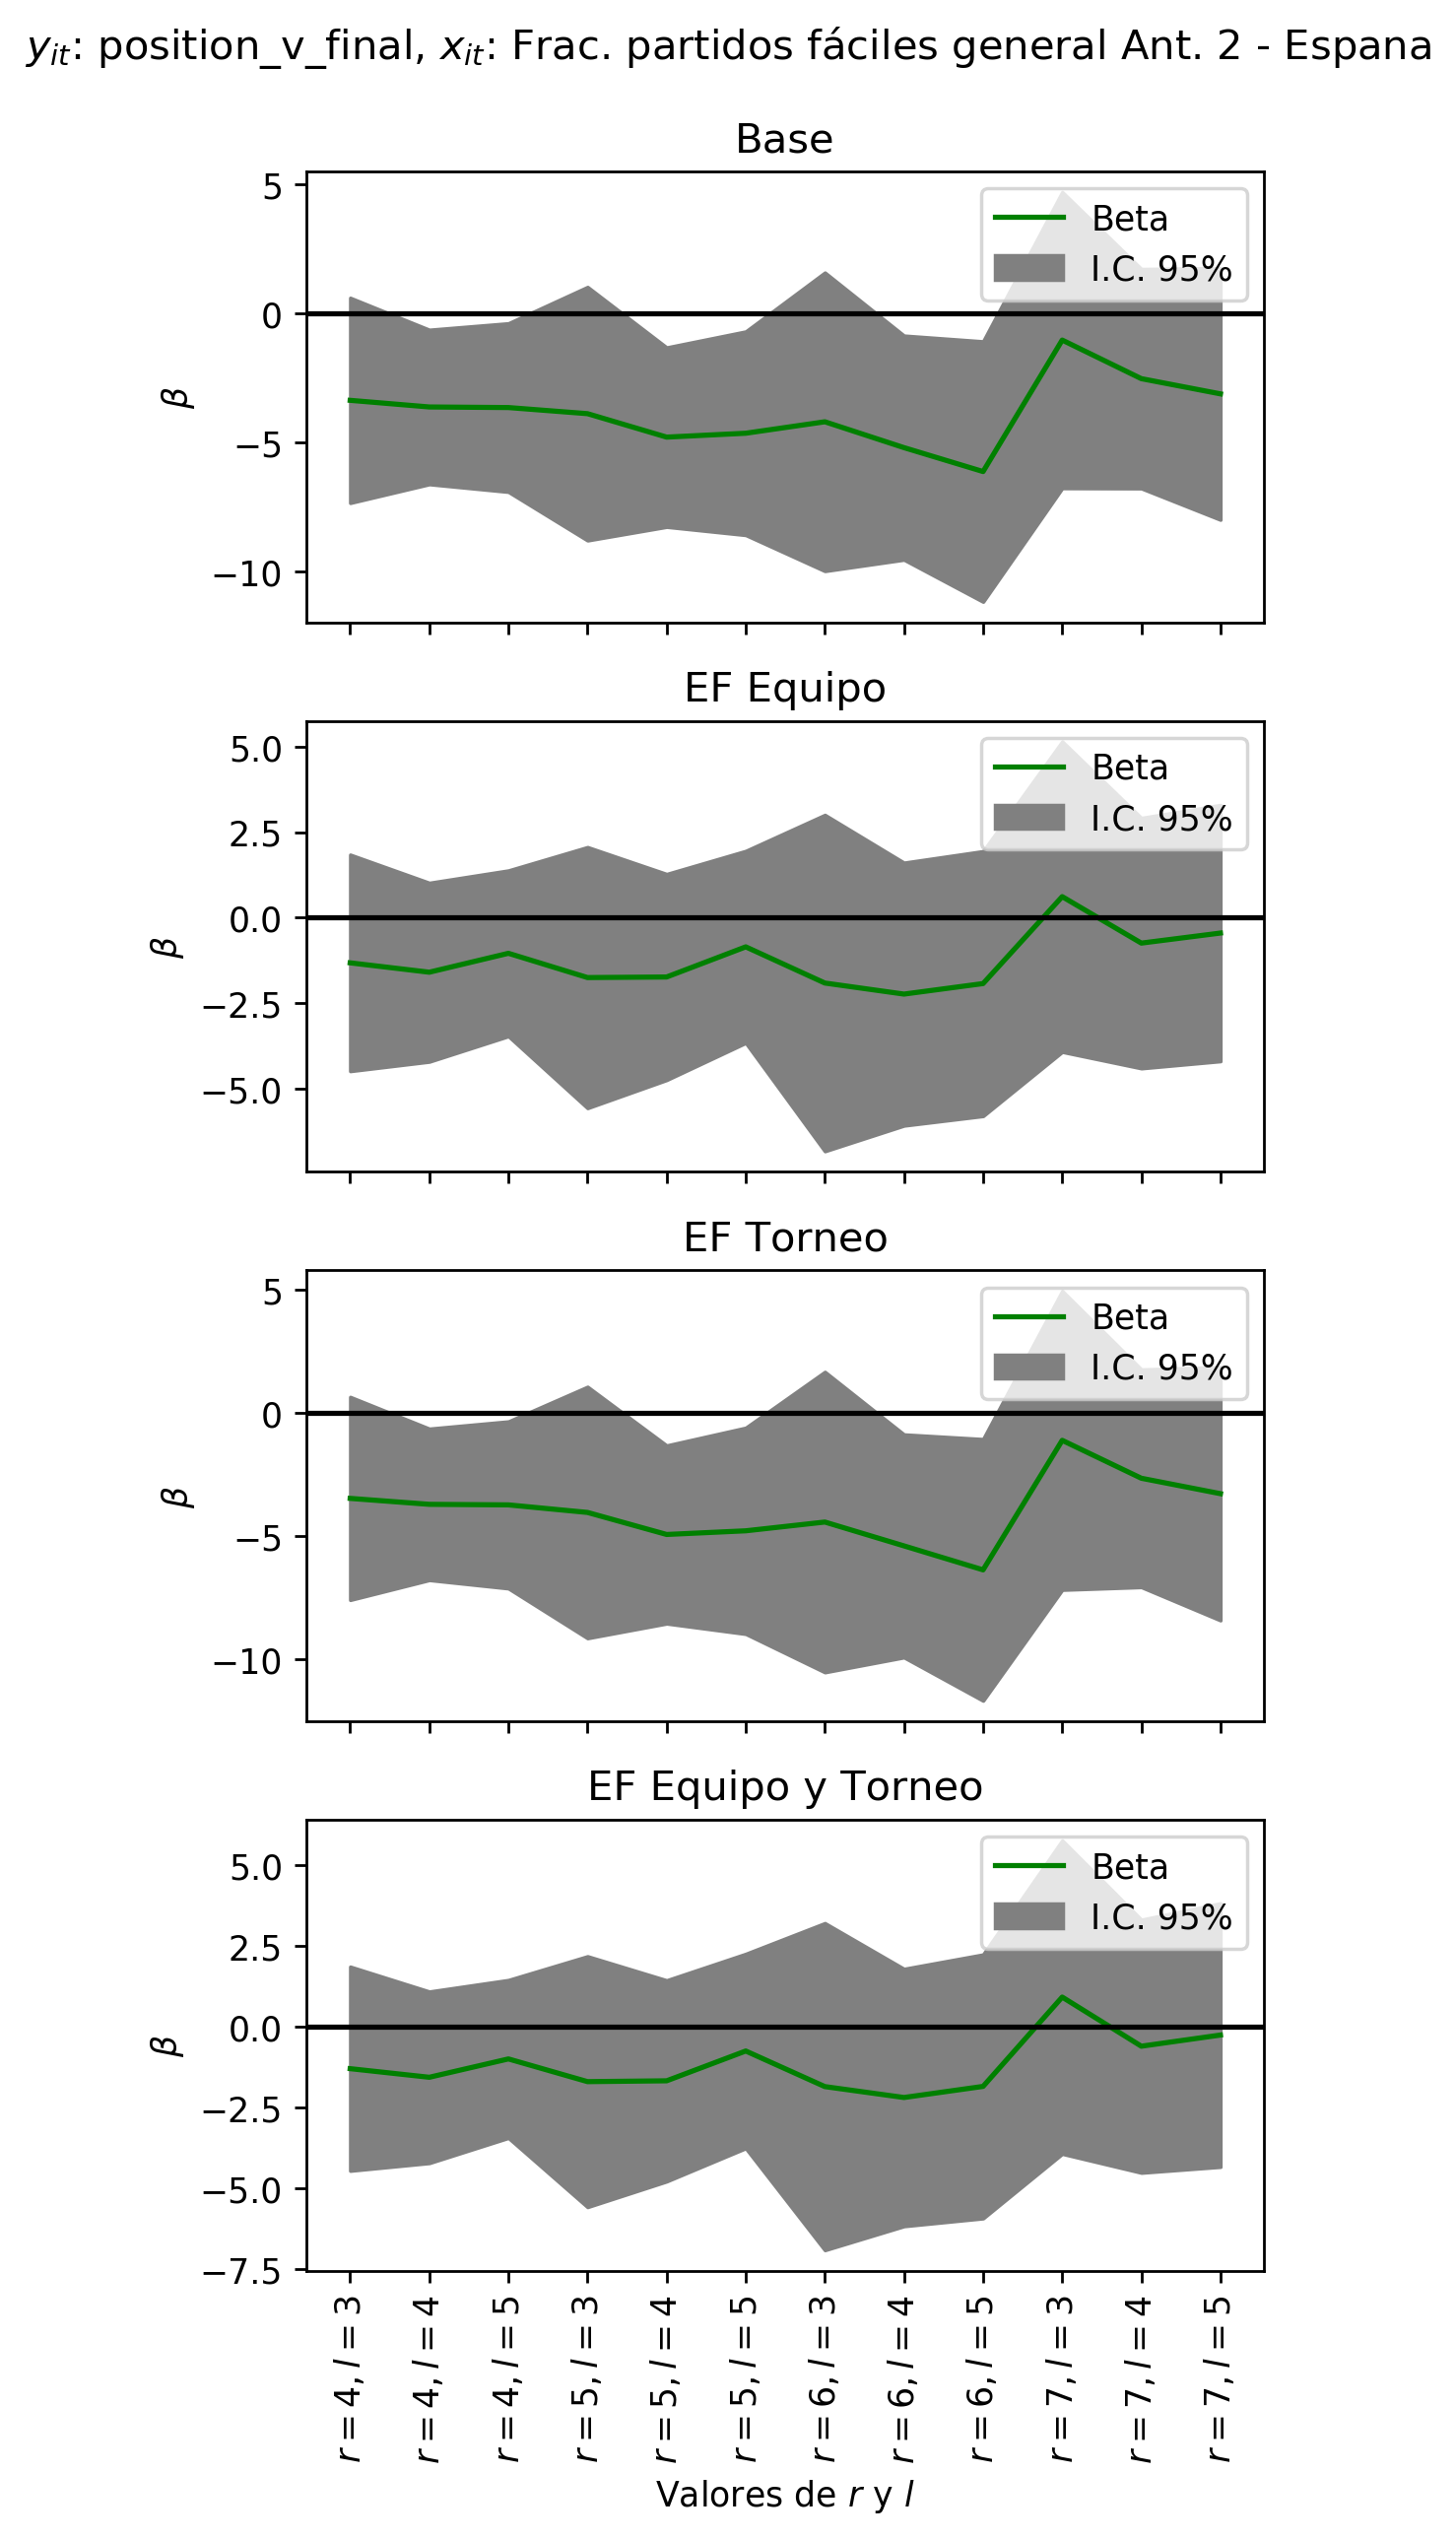 y_{it}: position_v_final, x_{it}: Frac. partidos fáciles general Ant. 2 - Espana
Base
5
0
−5
−10
β
Beta
I.C. 95%
EF Equipo
5.0
2.5
0.0
−2.5
−5.0
β
Beta
I.C. 95%
EF Torneo
5
0
−5
−10
β
Beta
I.C. 95%
EF Equipo y Torneo
5.0
2.5
0.0
−2.5
−5.0
−7.5
β
Beta
I.C. 95%
r = 4, l = 3
r = 4, l = 4
r = 4, l = 5
r = 5, l = 3
r = 5, l = 4
r = 5, l = 5
r = 6, l = 3
r = 6, l = 4
r = 6, l = 5
r = 7, l = 3
r = 7, l = 4
r = 7, l = 5
Valores de r y l